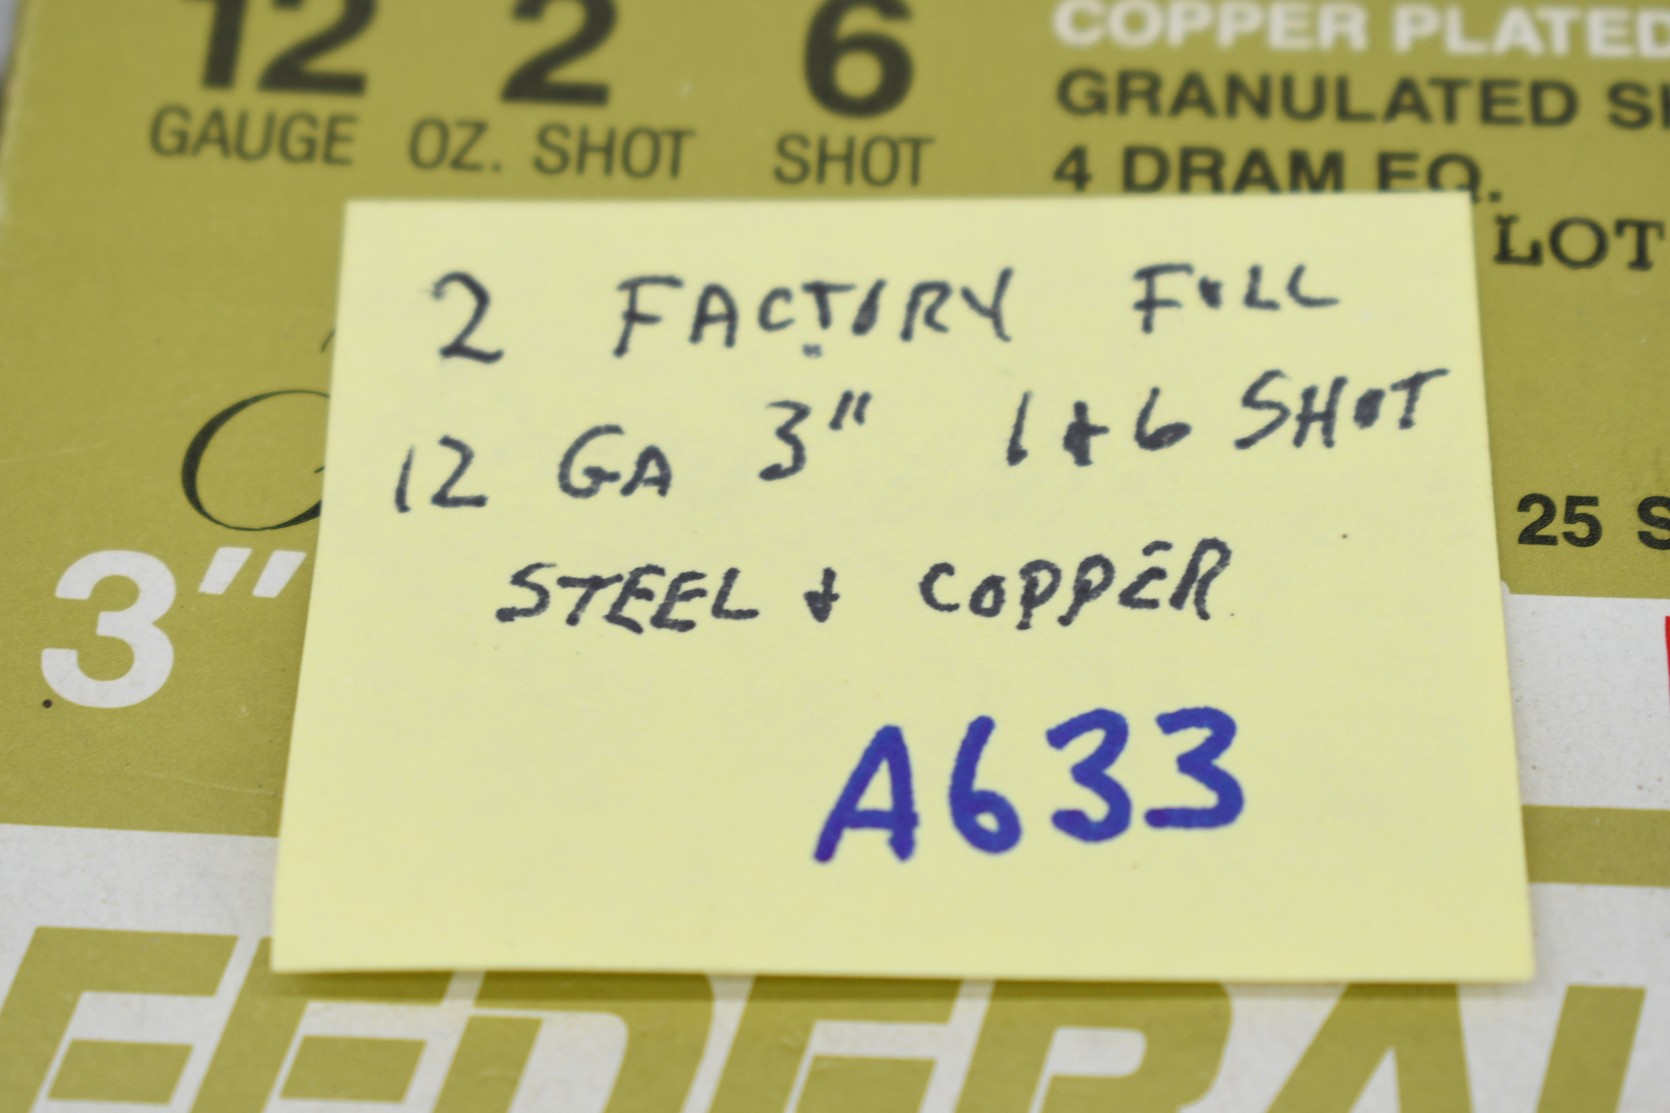 12 2 6
GAUGE OZ. SHOT SHOT
COPPER PLATED
GRANULATED
4 DRAM EQ.
LOT
2 FACTORY FULL
12 GA 3" 1 + 6 SHOT
STEEL + COPPER
A633
3"
25
FEDERAL